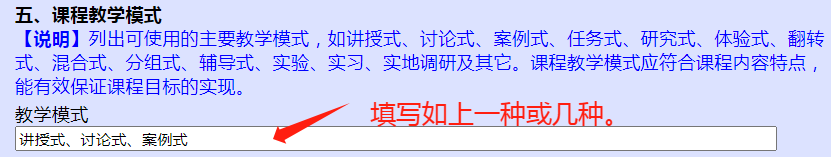 五、课程教学模式
【说明】列出可使用的主要教学模式，如讲授式、讨论式、案例式、任务式、研究式、体验式、翻转
式、混合式、分组式、辅导式、实验、实习、实地调研及其它。课程教学模式应符合课程内容特点，
能有效保证课程目标的实现。
教学模式
填写如上一种或几种。
讲授式、讨论式、案例式